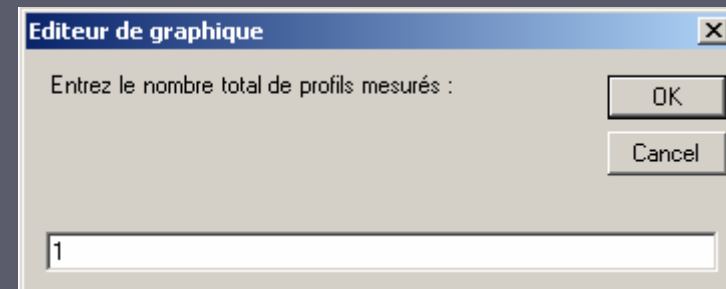 Editeur de graphique
Entrez le nombre total de profils mesurés :
OK
Cancel
1